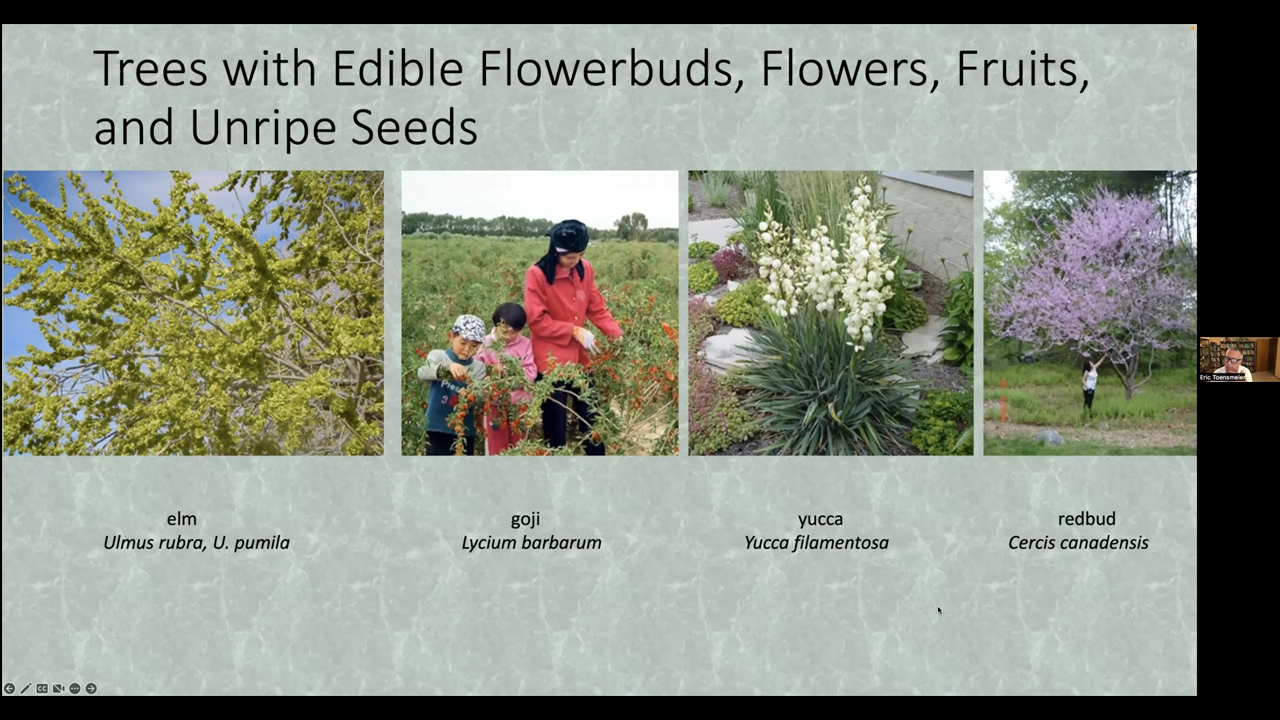 Trees with Edible Flowerbuds, Flowers, Fruits,
and Unripe Seeds
elm
Ulmus rubra, U. pumila
goji
Lycium barbarum
yucca
Yucca filamentosa
redbud
Cercis canadensis
Eric Toensmeier